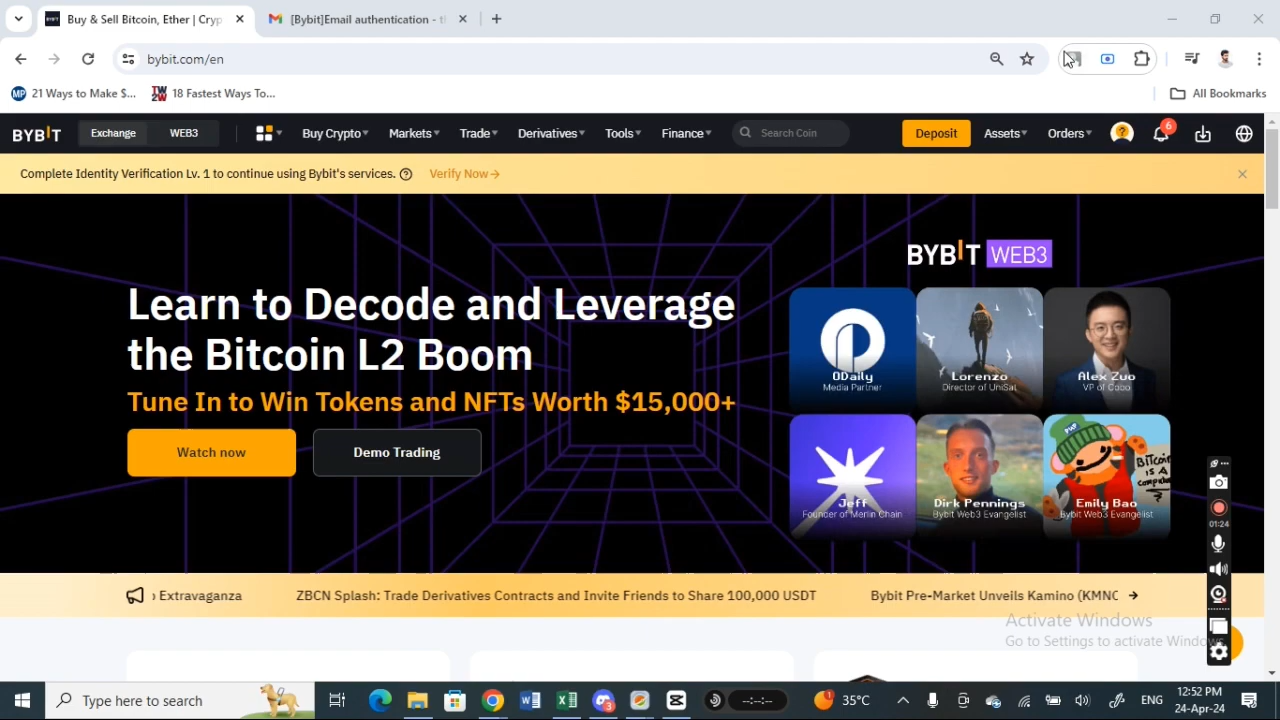 Buy & Sell Bitcoin, Ether | Cryp
[Bybit]Email authentication - t
bybit.com/en
21 Ways to Make $...
18 Fastest Ways To...
All Bookmarks
BYBIT
Exchange
WEB3
Buy Crypto
Markets
Trade
Derivatives
Tools
Finance
Search Coin
Deposit
Assets
Orders
6
Complete Identity Verification Lv. 1 to continue using Bybit's services.
Verify Now
BYBIT WEB3
Learn to Decode and Leverage
the Bitcoin L2 Boom
Tune In to Win Tokens and NFTs Worth $15,000+
Watch now
Demo Trading
ODaily
Media Partner
Lorenzo
Director of UniSat
Alex Zuo
VP of Cobo
Jeff
Founder of Merlin Chain
Dirk Pennings
Bybit Web3 Evangelist
Emily Bao
Bybit Web3 Evangelist
01:24
Extravaganza
ZBCN Splash: Trade Derivatives Contracts and Invite Friends to Share 100,000 USDT
Bybit Pre-Market Unveils Kamino (KMNC
Activate Windows
Go to Settings to activate Windows
Type here to search
3
--:--:--
1
35°C
ENG
12:52 PM
24-Apr-24